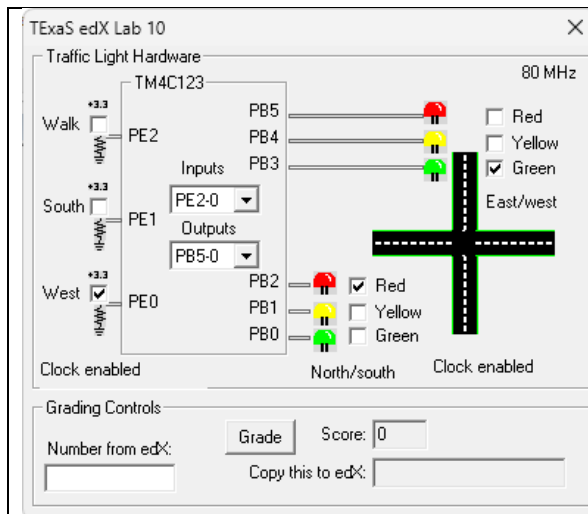 TExaS edX Lab 10
Traffic Light Hardware
80 MHz
TM4C123
+3.3
Walk
PE2
PB5
PB4
PB3
Red
Yellow
Green
East/west
Inputs
PE2-0
Outputs
PB5-0
+3.3
South
PE1
+3.3
West
PE0
PB2
PB1
PB0
Red
Yellow
Green
Clock enabled
North/south
Clock enabled
Grading Controls
Number from edX:
Grade
Score: 0
Copy this to edX: